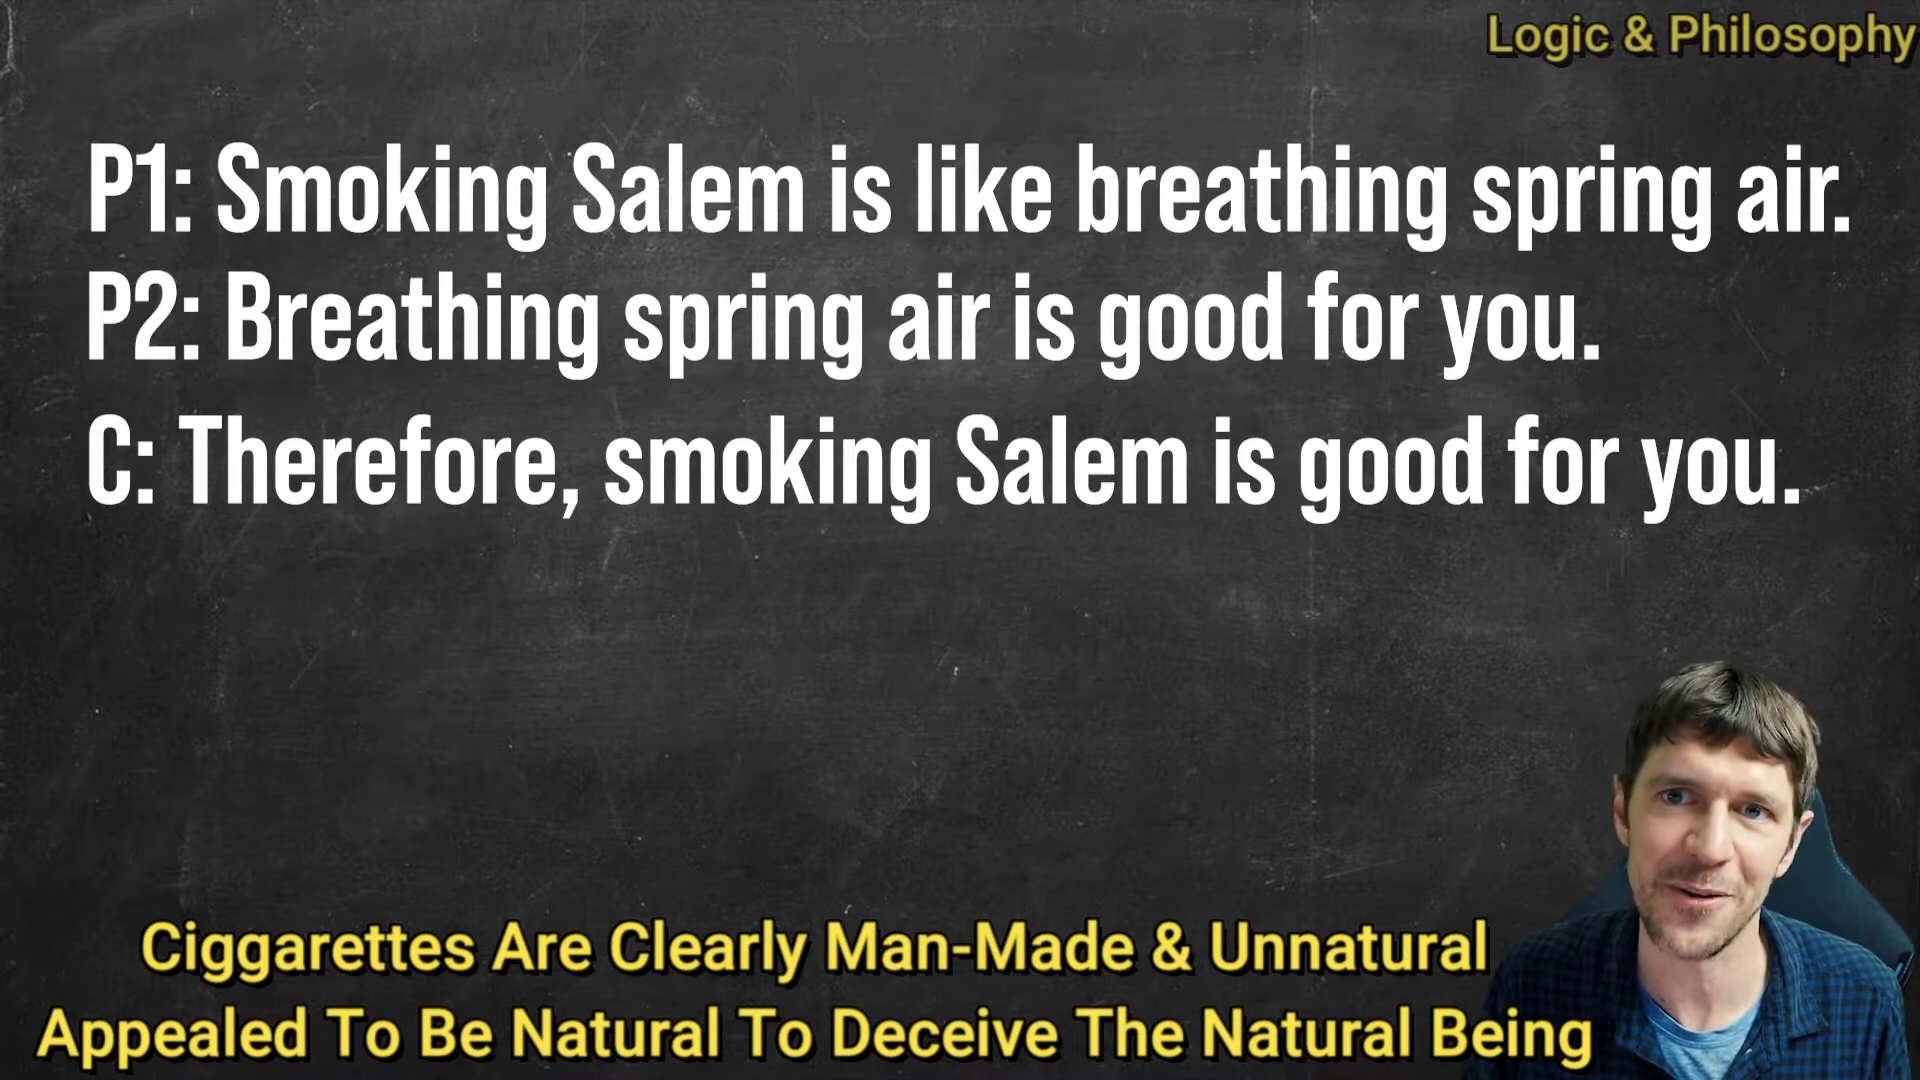 Logic & Philosophy
P1: Smoking Salem is like breathing spring air.
P2: Breathing spring air is good for you.
C: Therefore, smoking Salem is good for you.
Ciggarettes Are Clearly Man-Made & Unnatural
Appealed To Be Natural To Deceive The Natural Being